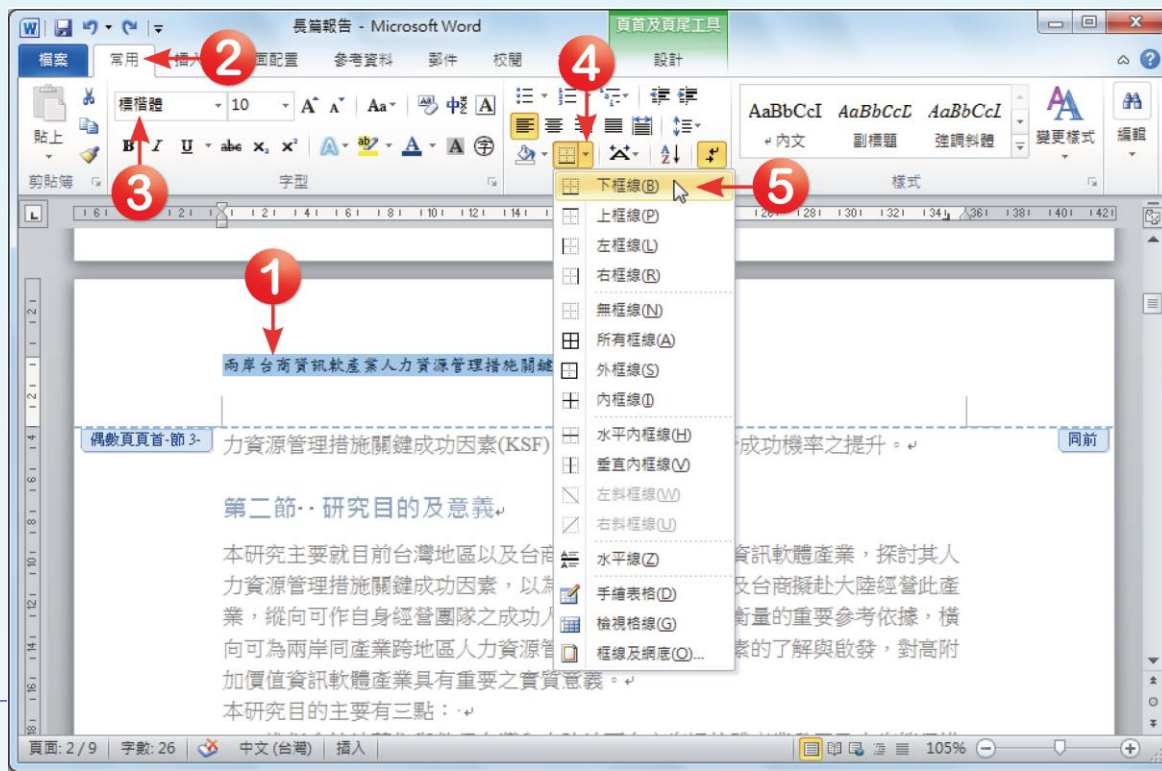 長篇報告 - Microsoft Word
頁首及頁尾工具
檔案 常用 插入 面配置 參考資料 郵件 校閱 設計
2
4
標楷體 10 A A Aa 中 A
貼上
B I U abc x₂ x² A ab A A 字
AaBbCcI AaBbCcD AaBbCcI
內文 副標題 強調斜體
變更樣式 編輯
3
剪貼簿 字型 樣式
5
下框線(B)
上框線(P)
左框線(L)
右框線(R)
無框線(N)
所有框線(A)
外框線(S)
內框線(I)
水平內框線(H)
垂直內框線(V)
左斜框線(W)
右斜框線(U)
水平線(Z)
手繪表格(D)
檢視格線(G)
框線及網底(O)...
1
兩岸台商資訊軟產業人力資源管理措施關鍵
偶數頁頁首-節 3-
同前
力資源管理措施關鍵成功因素(KSF) 成功機率之提升。
第二節 研究目的及意義
本研究主要就目前台灣地區以及台商 資訊軟體產業，探討其人
力資源管理措施關鍵成功因素，以為 及台商擬赴大陸經營此產
業，縱向可作自身經營團隊之成功人 衡量的重要參考依據，橫
向可為兩岸同產業跨地區人力資源管 素的了解與啟發，對高附
加價值資訊軟體產業具有重要之實質意義。
本研究目的主要有三點：
頁面: 2/9 字數: 26 中文(台灣) 插入 105%